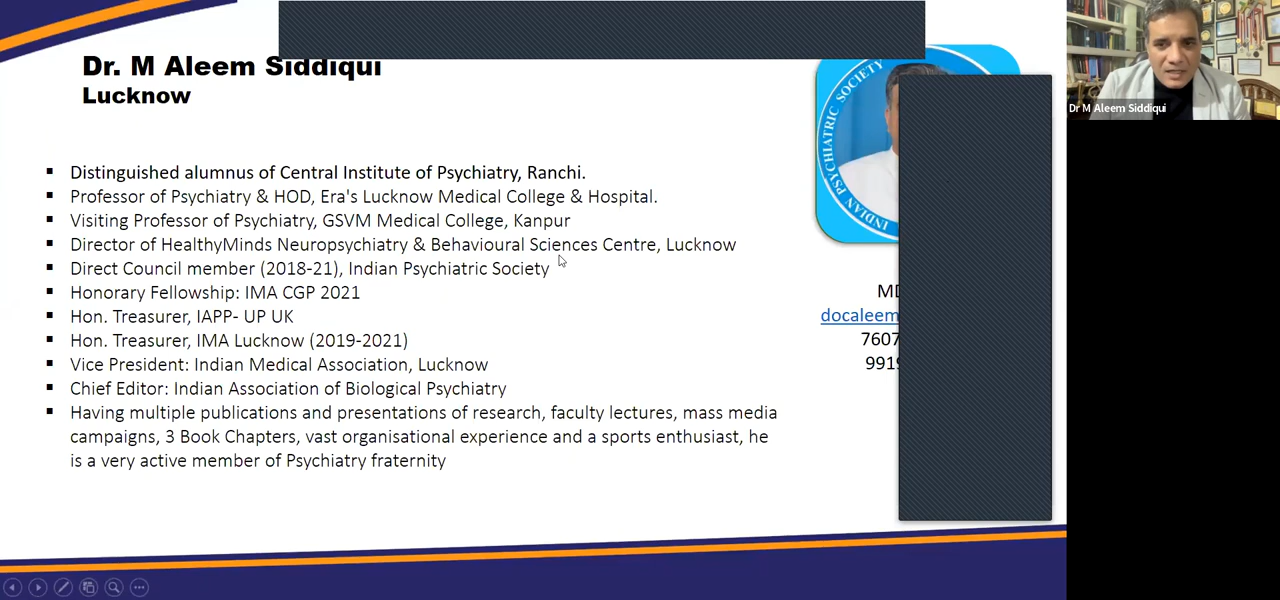 Dr. M Aleem Siddiqui
Lucknow
INDIAN PSYCHIATRIC SOCIETY
Dr M Aleem Siddiqui
▪ Distinguished alumnus of Central Institute of Psychiatry, Ranchi.
▪ Professor of Psychiatry & HOD, Era's Lucknow Medical College & Hospital.
▪ Visiting Professor of Psychiatry, GSVM Medical College, Kanpur
▪ Director of HealthyMinds Neuropsychiatry & Behavioural Sciences Centre, Lucknow
▪ Direct Council member (2018-21), Indian Psychiatric Society
▪ Honorary Fellowship: IMA CGP 2021
▪ Hon. Treasurer, IAPP- UP UK
▪ Hon. Treasurer, IMA Lucknow (2019-2021)
▪ Vice President: Indian Medical Association, Lucknow
▪ Chief Editor: Indian Association of Biological Psychiatry
▪ Having multiple publications and presentations of research, faculty lectures, mass media
campaigns, 3 Book Chapters, vast organisational experience and a sports enthusiast, he
is a very active member of Psychiatry fraternity
docaleem
7607
9919